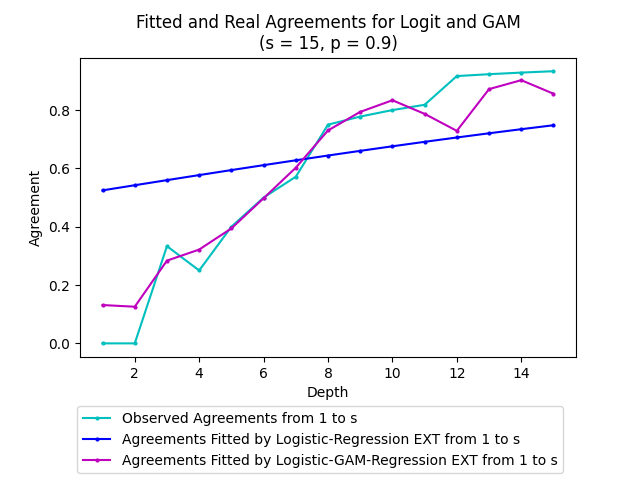 Fitted and Real Agreements for Logit and GAM
(s = 15, p = 0.9)
Agreement
0.8
0.6
0.4
0.2
0.0
2 4 6 8 10 12 14
Depth
Observed Agreements from 1 to s
Agreements Fitted by Logistic-Regression EXT from 1 to s
Agreements Fitted by Logistic-GAM-Regression EXT from 1 to s